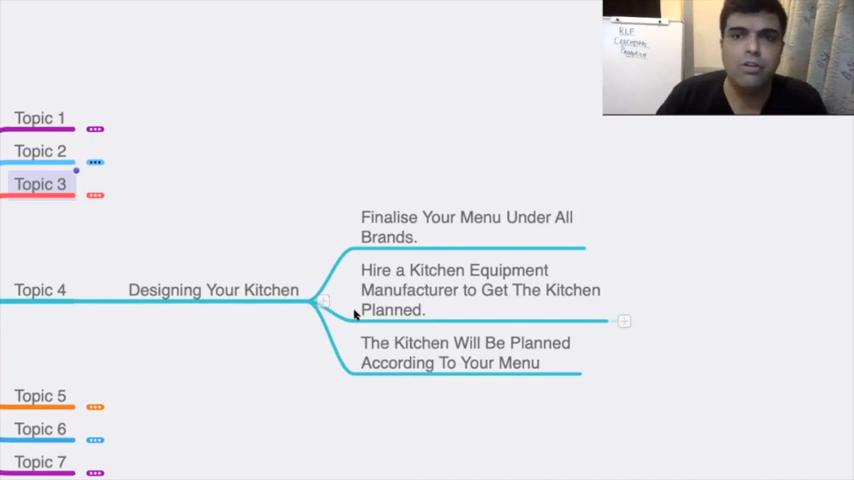 RLE
Topic 1
Topic 2
Topic 3
Finalise Your Menu Under All
Brands.
Hire a Kitchen Equipment
Topic 4
Designing Your Kitchen
Manufacturer to Get The Kitchen
Planned.
The Kitchen Will Be Planned
According To Your Menu
Topic 5
Topic 6
Topic 7